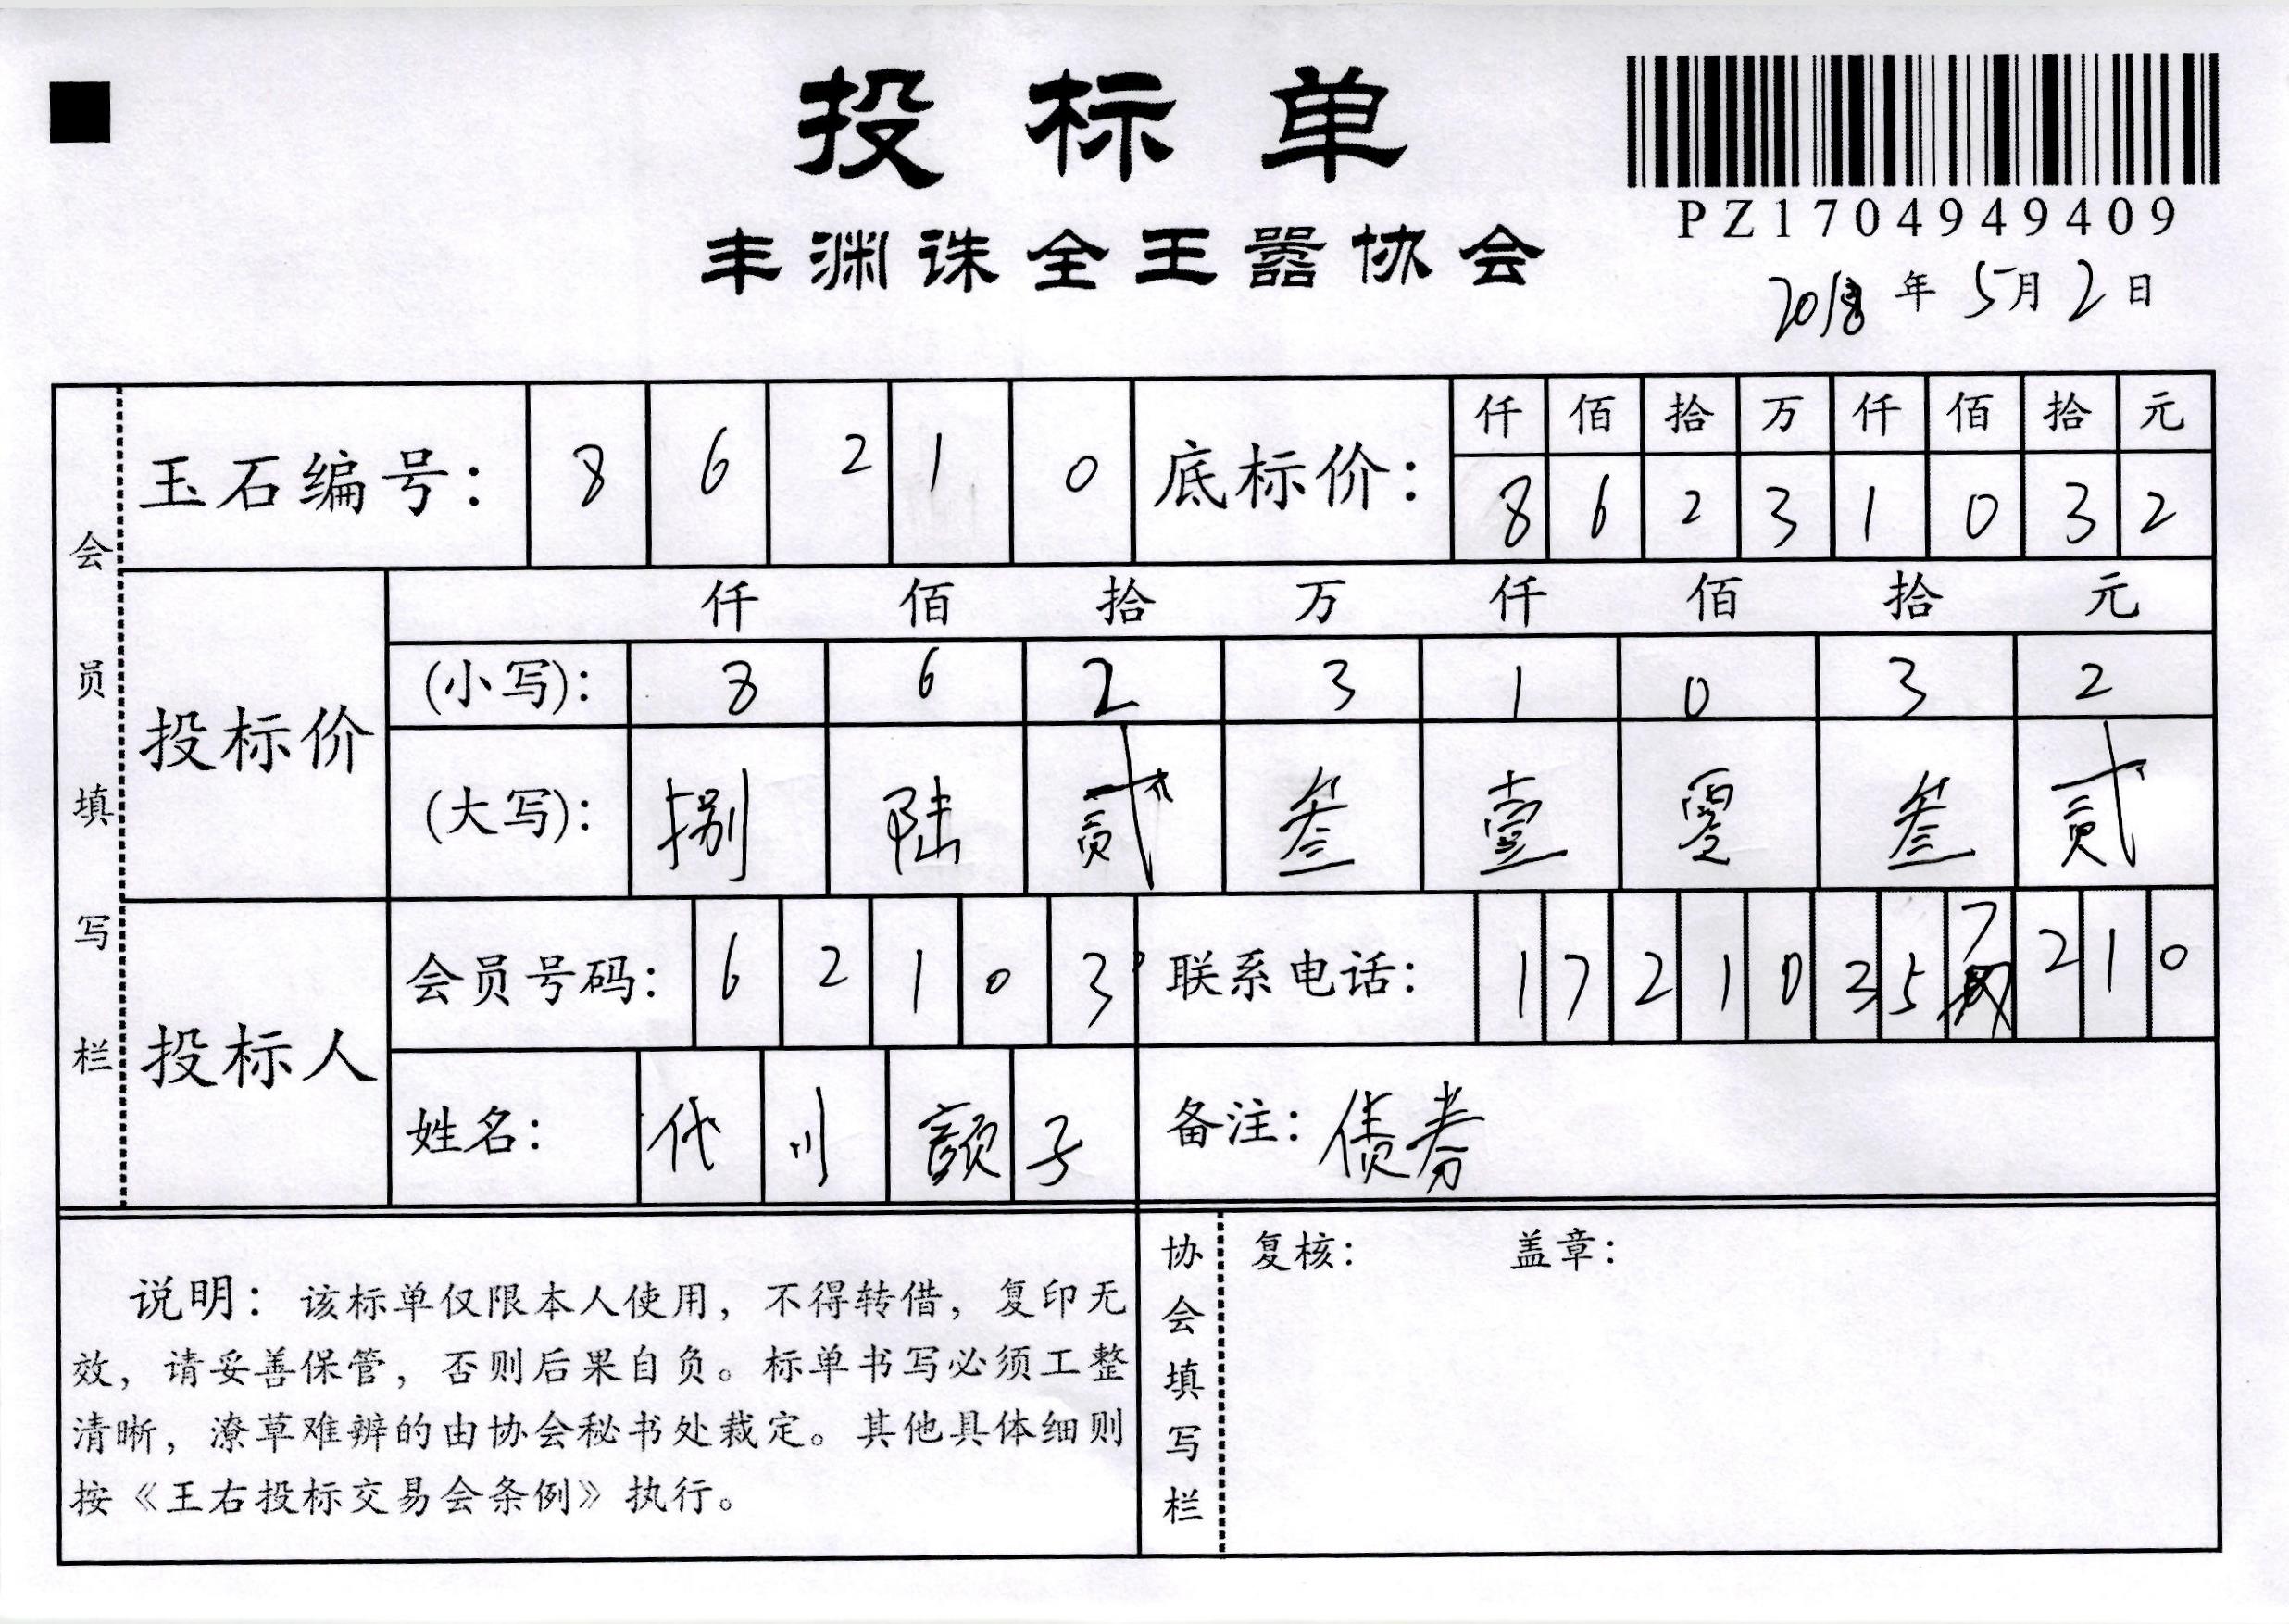 投标单
PZ1704949409
丰渊诛全王嚣协会
2018年5月2日
会员填写栏
玉石编号： 8 6 2 1 0
底标价： 仟 佰 拾 万 仟 佰 拾 元
8 6 2 3 1 0 3 2
投标价
仟 佰 拾 万 仟 佰 拾 元
(小写)： 8 6 2 3 1 0 3 2
(大写)： 捌 陆 贰 叁 壹 零 叁 贰
投标人
会员号码： 6 2 1 0 3
联系电话： 1 7 2 1 0 3 5 7 2 1 0
姓名： 代 川 颜 子
备注：债券
说明：该标单仅限本人使用，不得转借，复印无
效，请妥善保管，否则后果自负。标单书写必须工整
清晰，潦草难辨的由协会秘书处裁定。其他具体细则
按《王右投标交易会条例》执行。
协会填写栏
复核： 盖章：